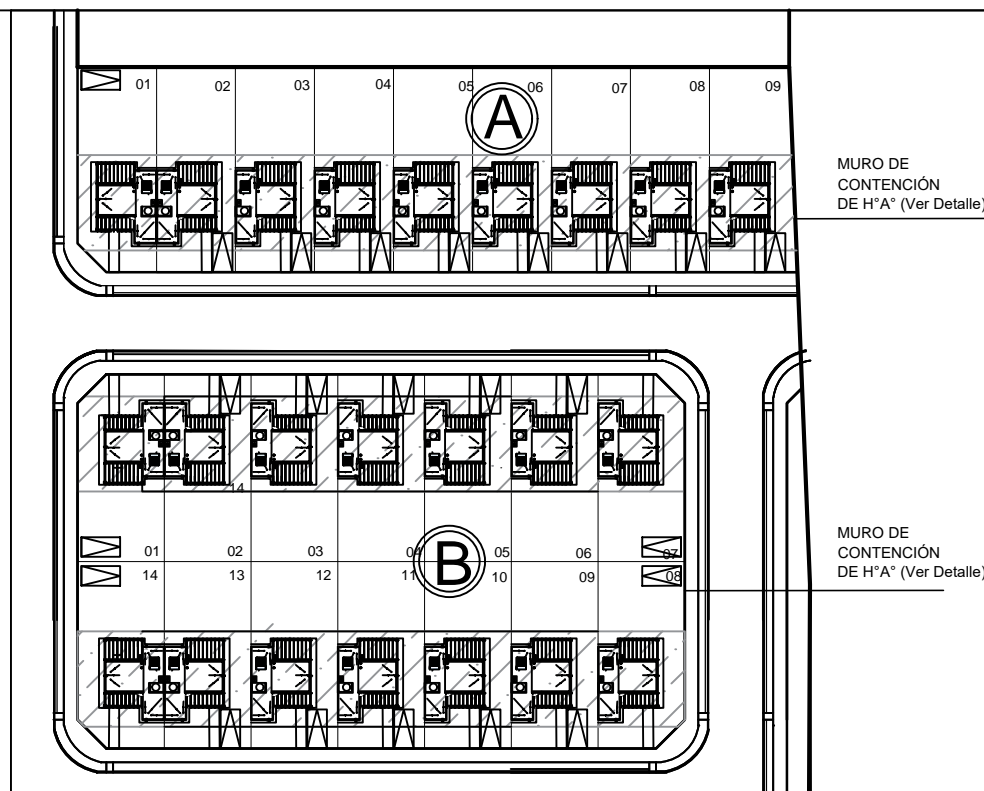 01 02 03 04 05 06 07 08 09
A
MURO DE
CONTENCIÓN
DE H°A° (Ver Detalle)
14
01 02 03 04 05 06 07
B
14 13 12 11 10 09 08
MURO DE
CONTENCIÓN
DE H°A° (Ver Detalle)